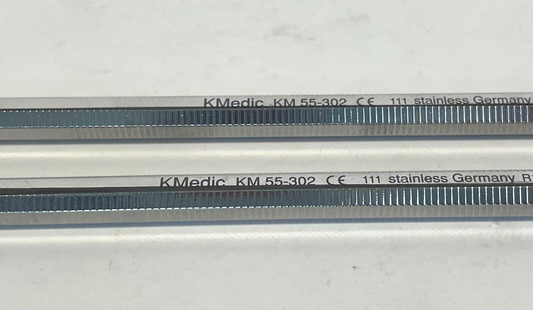 KMedic KM 55-302 CE 111 stainless Germany
KMedic KM 55-302 CE 111 stainless Germany R